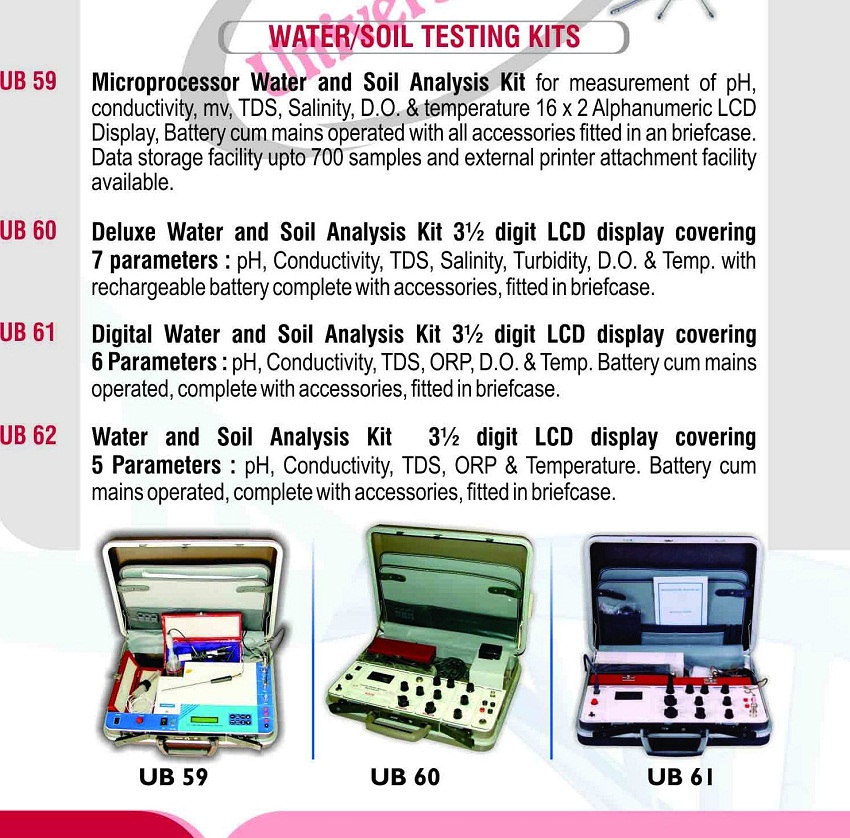 Univers
WATER/SOIL TESTING KITS
UB 59 Microprocessor Water and Soil Analysis Kit for measurement of pH,
conductivity, mv, TDS, Salinity, D.O. & temperature 16 x 2 Alphanumeric LCD
Display, Battery cum mains operated with all accessories fitted in an briefcase.
Data storage facility upto 700 samples and external printer attachment facility
available.
UB 60 Deluxe Water and Soil Analysis Kit 3½ digit LCD display covering
7 parameters : pH, Conductivity, TDS, Salinity, Turbidity, D.O. & Temp. with
rechargeable battery complete with accessories, fitted in briefcase.
UB 61 Digital Water and Soil Analysis Kit 3½ digit LCD display covering
6 Parameters : pH, Conductivity, TDS, ORP, D.O. & Temp. Battery cum mains
operated, complete with accessories, fitted in briefcase.
UB 62 Water and Soil Analysis Kit 3½ digit LCD display covering
5 Parameters : pH, Conductivity, TDS, ORP & Temperature. Battery cum
mains operated, complete with accessories, fitted in briefcase.
UB 59 UB 60 UB 61